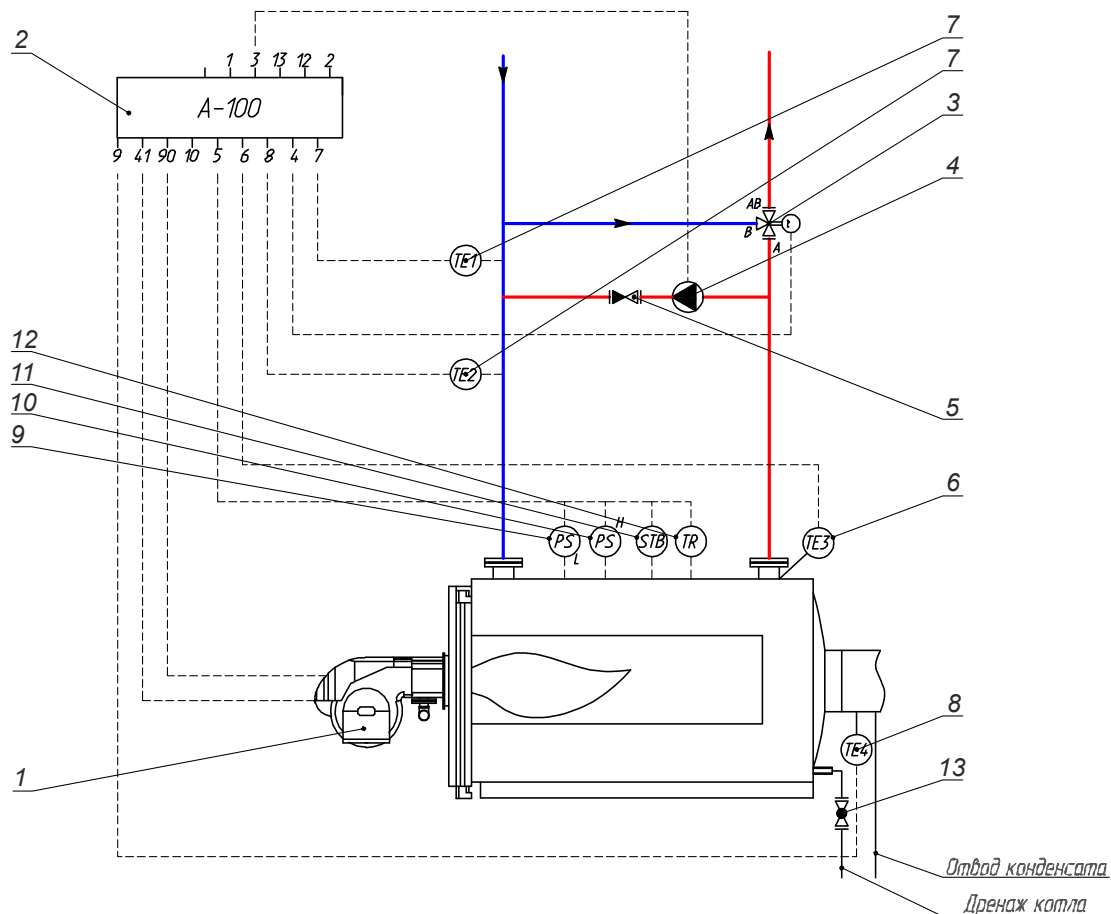 7
2
7
1 3 13 12 2
3
А-100
9 41 90 10 5 6 8 4 7
4
AB
B
A
TE1
12
TE2
11
5
10
9
6
H
PS PS STB TR TE3
L
8
TE4
1
13
Отвод конденсата
Дренаж котла